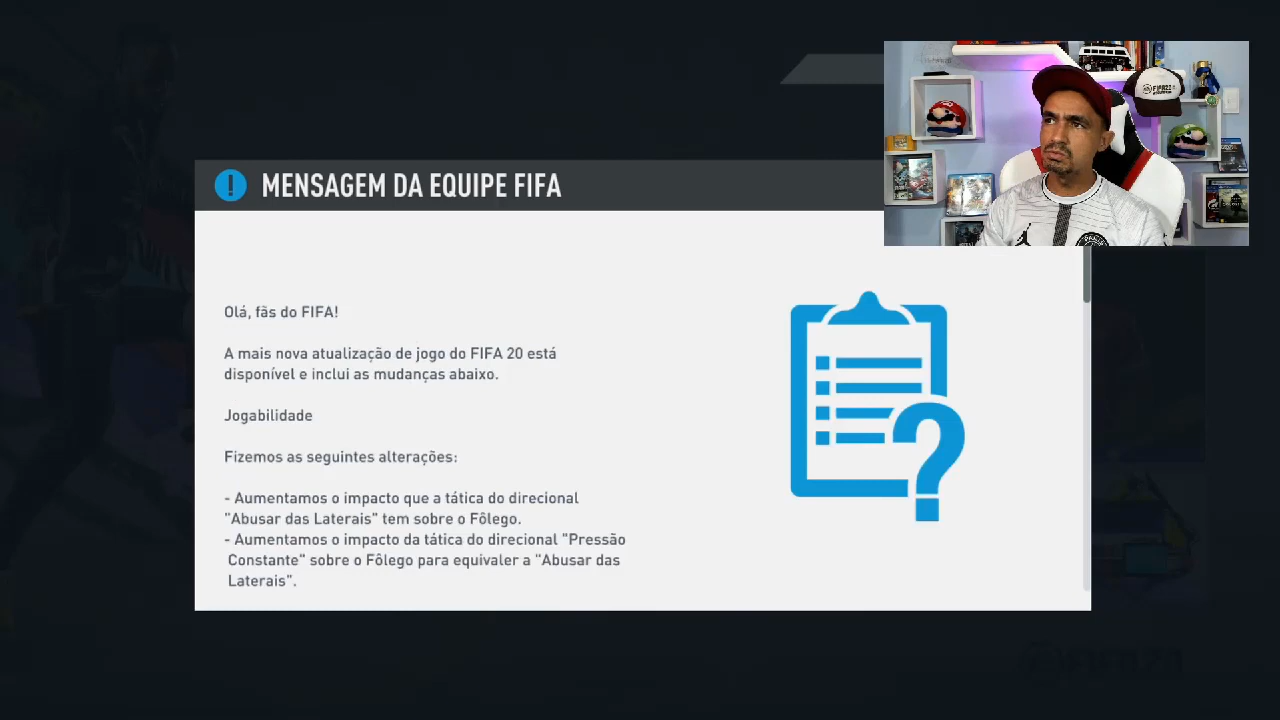 MENSAGEM DA EQUIPE FIFA
Olá, fãs do FIFA!
A mais nova atualização de jogo do FIFA 20 está
disponível e inclui as mudanças abaixo.
Jogabilidade
Fizemos as seguintes alterações:
- Aumentamos o impacto que a tática do direcional
"Abusar das Laterais" tem sobre o Fôlego.
- Aumentamos o impacto da tática do direcional "Pressão
Constante" sobre o Fôlego para equivaler a "Abusar das
Laterais".
FIFA 20